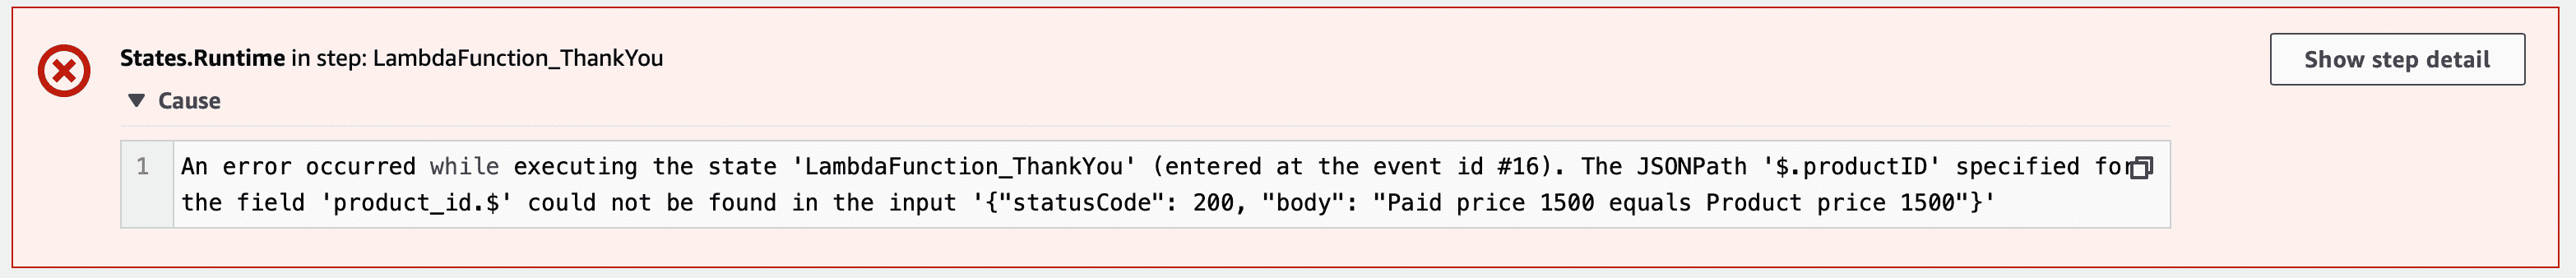 States.Runtime in step: LambdaFunction_ThankYou
Show step detail
Cause
1
An error occurred while executing the state 'LambdaFunction_ThankYou' (entered at the event id #16). The JSONPath '$.productID' specified for
the field 'product_id.$' could not be found in the input '{"statusCode": 200, "body": "Paid price 1500 equals Product price 1500"}'